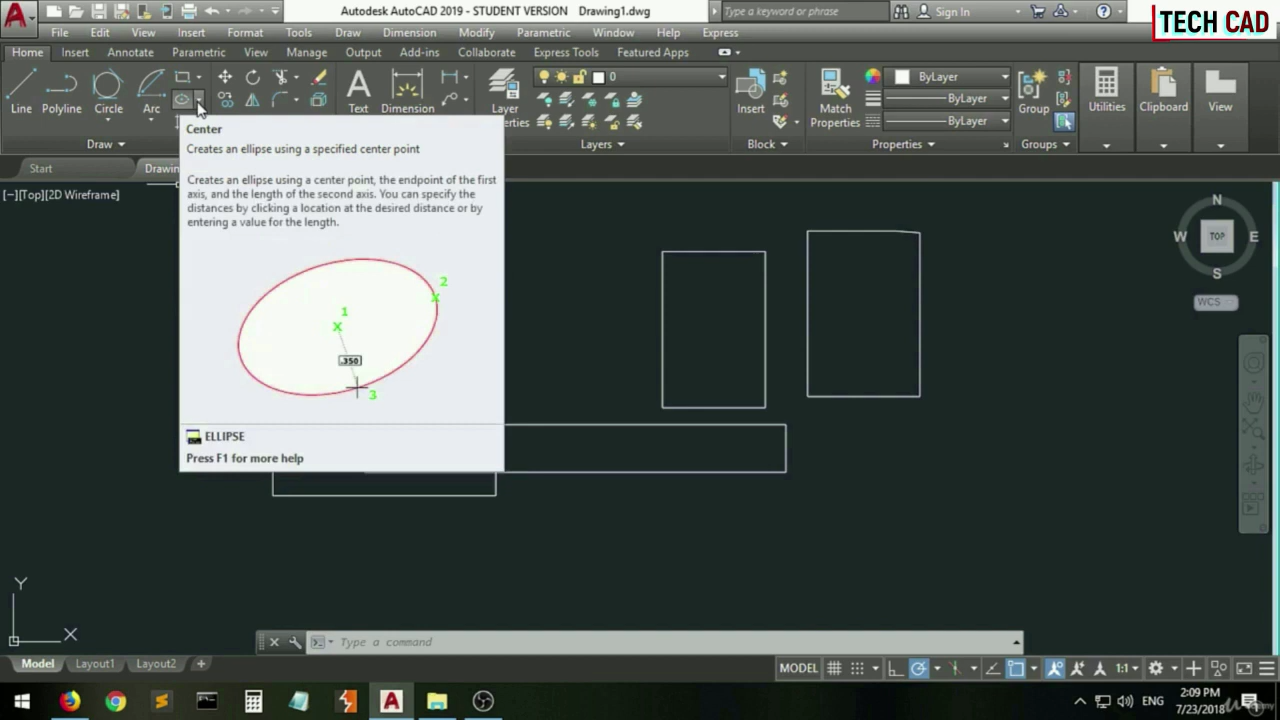 Autodesk AutoCAD 2019 - STUDENT VERSION Drawing1.dwg
Type a keyword or phrase
Sign In
TECH CAD
File Edit View Insert Format Tools Draw Dimension Modify Parametric Window Help Express
Home Insert Annotate Parametric View Manage Output Add-ins Collaborate Express Tools Featured Apps
Line Polyline Circle Arc
Text Dimension
Layer
0
Insert
Match
Properties
ByLayer
ByLayer
ByLayer
Group
Utilities
Clipboard
View
Draw
Layers
Block
Properties
Groups
Start
[−][Top][2D Wireframe]
Center
Creates an ellipse using a specified center point
Creates an ellipse using a center point, the endpoint of the first
axis, and the length of the second axis. You can specify the
distances by clicking a location at the desired distance or by
entering a value for the length.
1
2
.350
3
ELLIPSE
Press F1 for more help
N
W TOP E
S
WCS
Y
X
Type a command
Model Layout1 Layout2
MODEL
1:1
ENG
2:09 PM
7/23/2018